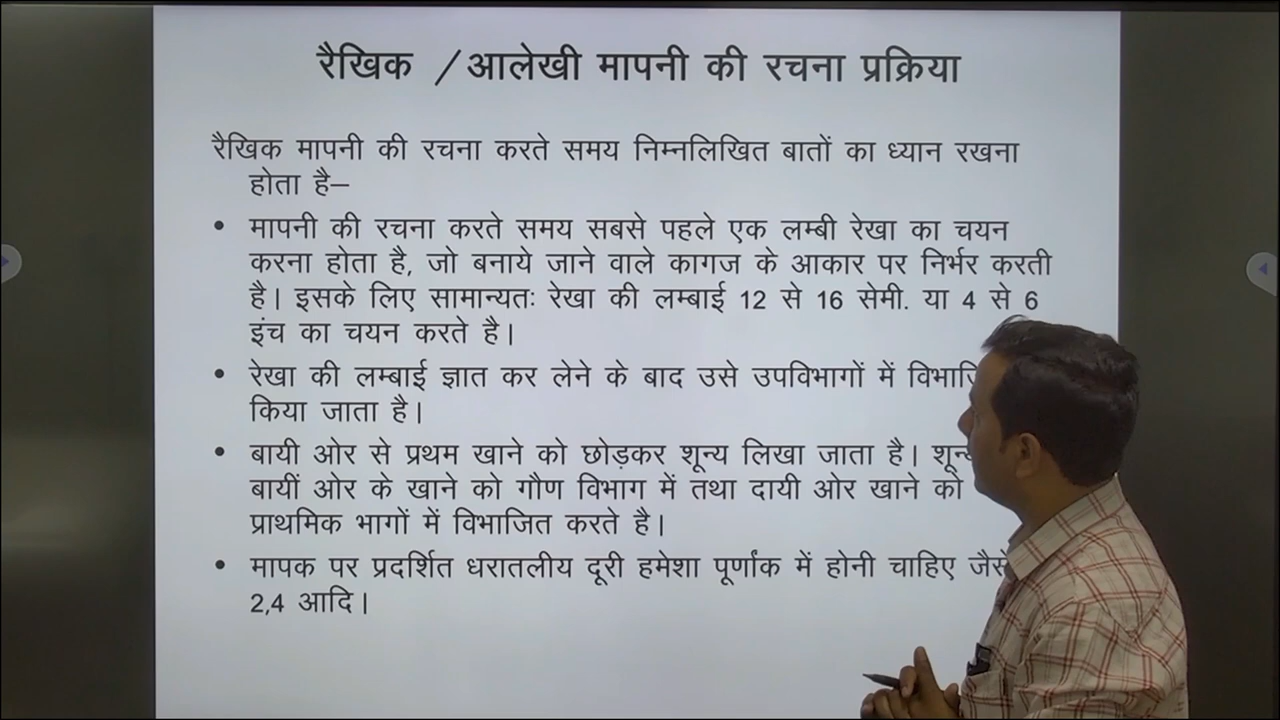 रैखिक /आलेखी मापनी की रचना प्रक्रिया
रैखिक मापनी की रचना करते समय निम्नलिखित बातों का ध्यान रखना
होता है–
• मापनी की रचना करते समय सबसे पहले एक लम्बी रेखा का चयन
करना होता है, जो बनाये जाने वाले कागज के आकार पर निर्भर करती
है। इसके लिए सामान्यतः रेखा की लम्बाई 12 से 16 सेमी. या 4 से 6
इंच का चयन करते है।
• रेखा की लम्बाई ज्ञात कर लेने के बाद उसे उपविभागों में
किया जाता है।
• बायी ओर से प्रथम खाने को छोड़कर शून्य लिखा जाता है।
बायीं ओर के खाने को गौण विभाग में तथा दायी ओर खाने को
प्राथमिक भागों में विभाजित करते है।
• मापक पर प्रदर्शित धरातलीय दूरी हमेशा पूर्णांक में होनी चाहिए जैसे
2,4 आदि।